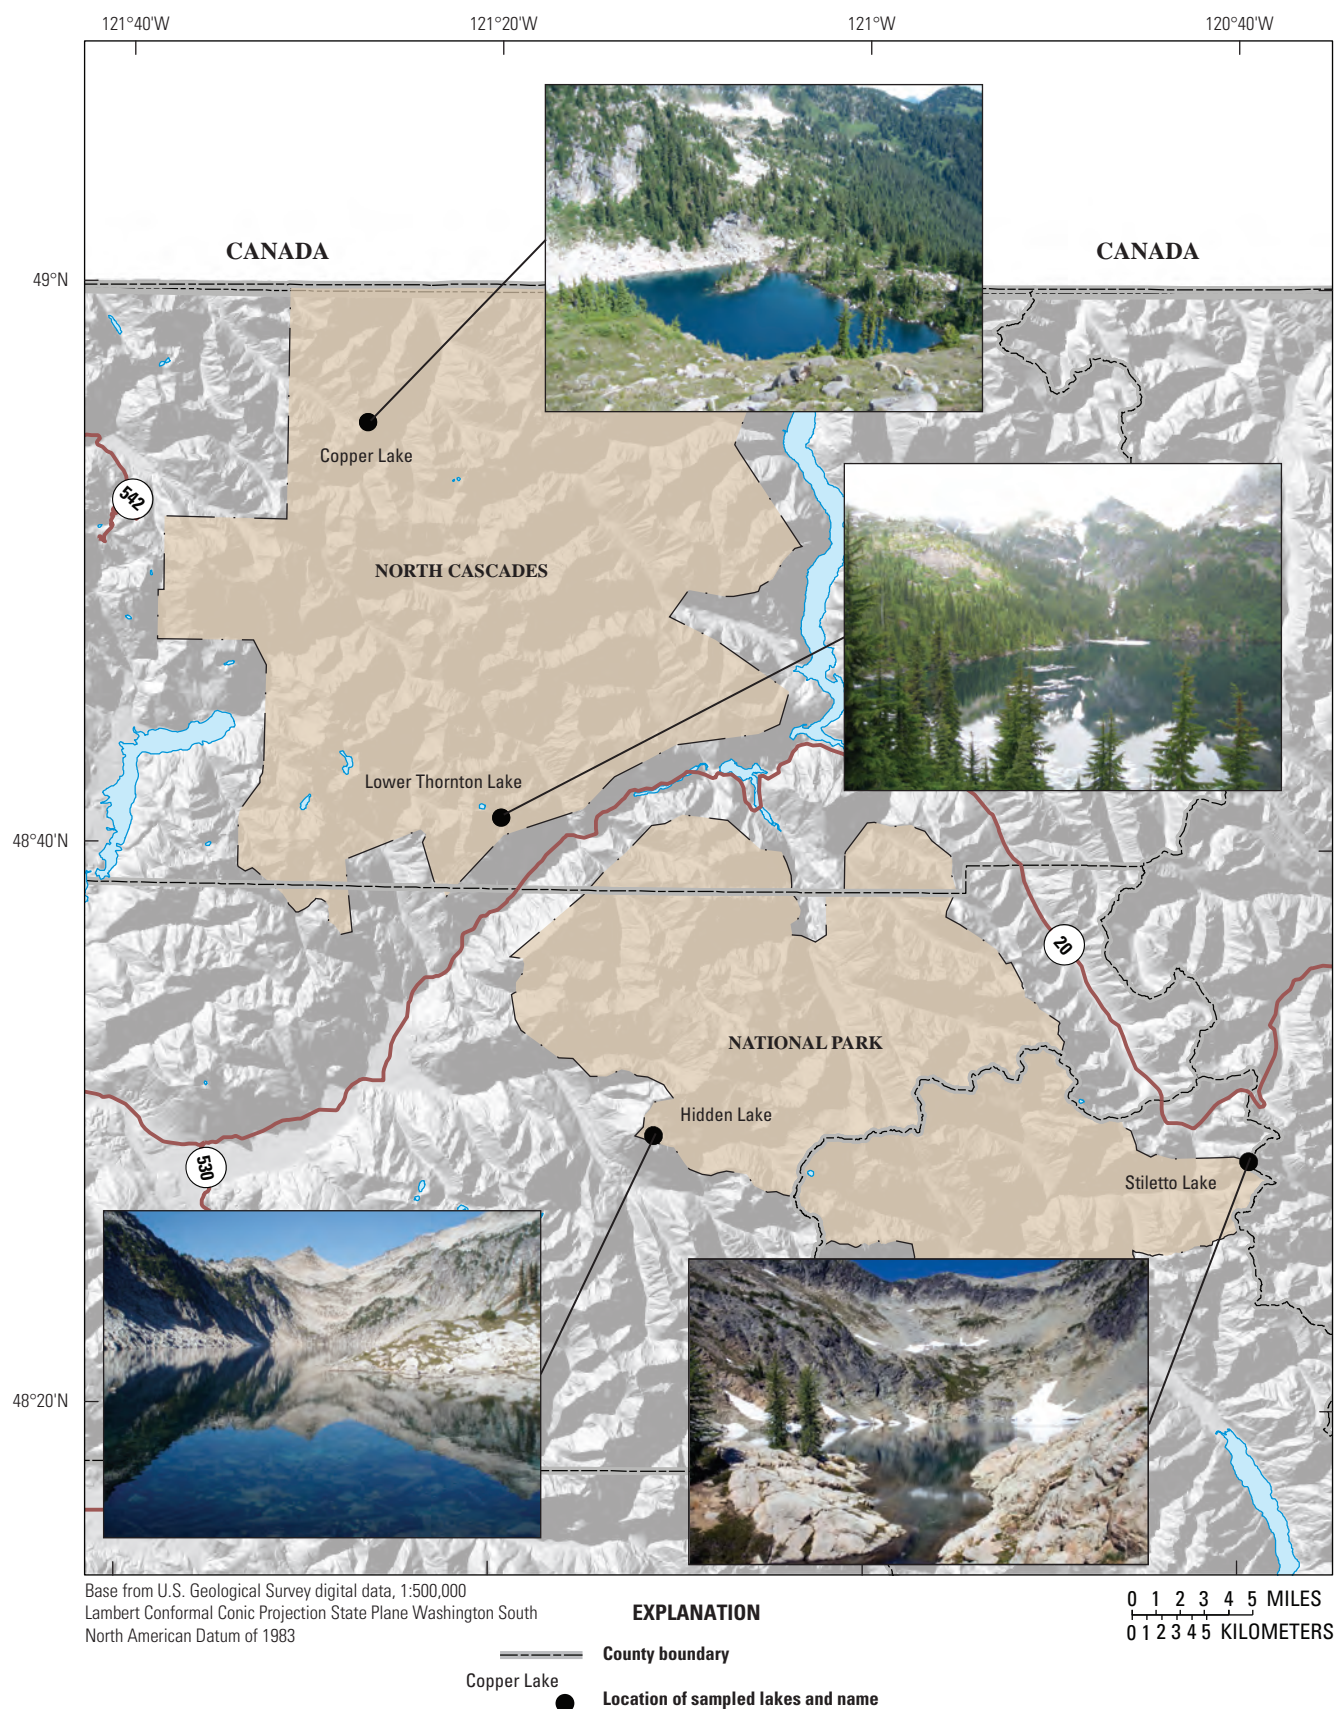 121°40'W 121°20'W 121°W 120°40'W
CANADA CANADA
49°N
Copper Lake
542
NORTH CASCADES
Lower Thornton Lake
48°40'N
20
NATIONAL PARK
Hidden Lake
530
Stiletto Lake
48°20'N
Base from U.S. Geological Survey digital data, 1:500,000
Lambert Conformal Conic Projection State Plane Washington South
North American Datum of 1983
0 1 2 3 4 5 MILES
0 1 2 3 4 5 KILOMETERS
EXPLANATION
County boundary
Copper Lake
Location of sampled lakes and name